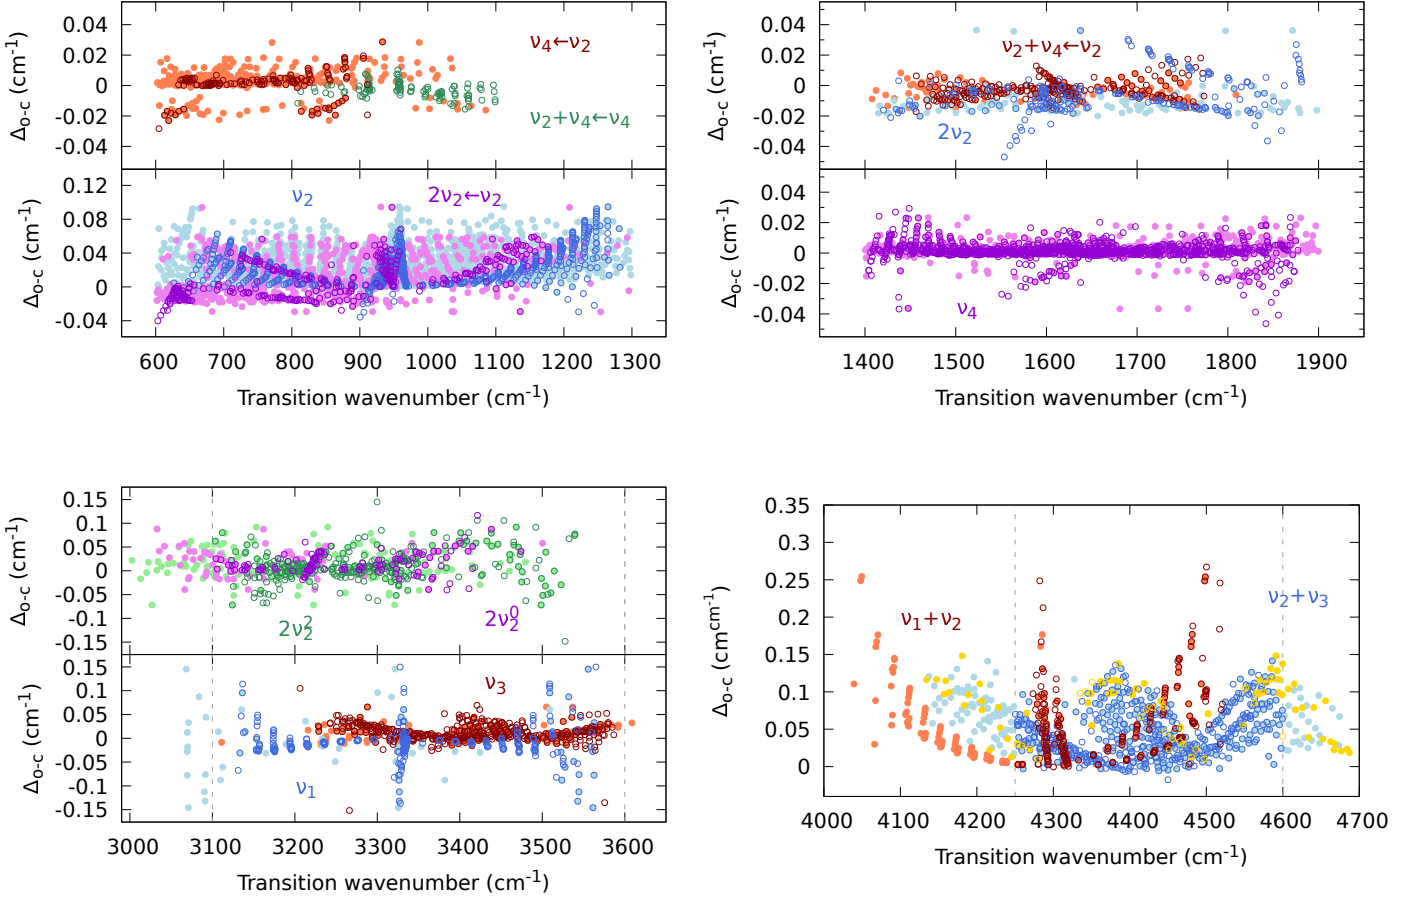 0.04
0.02
0
-0.02
-0.04
Δo-c (cm-1)
ν4←ν2
ν2+ν4←ν4
0.12
0.08
0.04
0
-0.04
Δo-c (cm-1)
ν2
2ν2←ν2
600 700 800 900 1000 1100 1200 1300
Transition wavenumber (cm-1)
0.04
0.02
0
-0.02
-0.04
Δo-c (cm-1)
ν2+ν4←ν2
2ν2
0.04
0.02
0
-0.02
-0.04
Δo-c (cm-1)
ν4
1400 1500 1600 1700 1800 1900
Transition wavenumber (cm-1)
0.15
0.1
0.05
0
-0.05
-0.1
-0.15
Δo-c (cm-1)
2ν22
2ν20
0.15
0.1
0.05
0
-0.05
-0.1
-0.15
Δo-c (cm-1)
ν3
ν1
3000 3100 3200 3300 3400 3500 3600
Transition wavenumber (cm-1)
0.35
0.3
0.25
0.2
0.15
0.1
0.05
0
Δo-c (cmcm-1)
ν1+ν2
ν2+ν3
4000 4100 4200 4300 4400 4500 4600 4700
Transition wavenumber (cm-1)